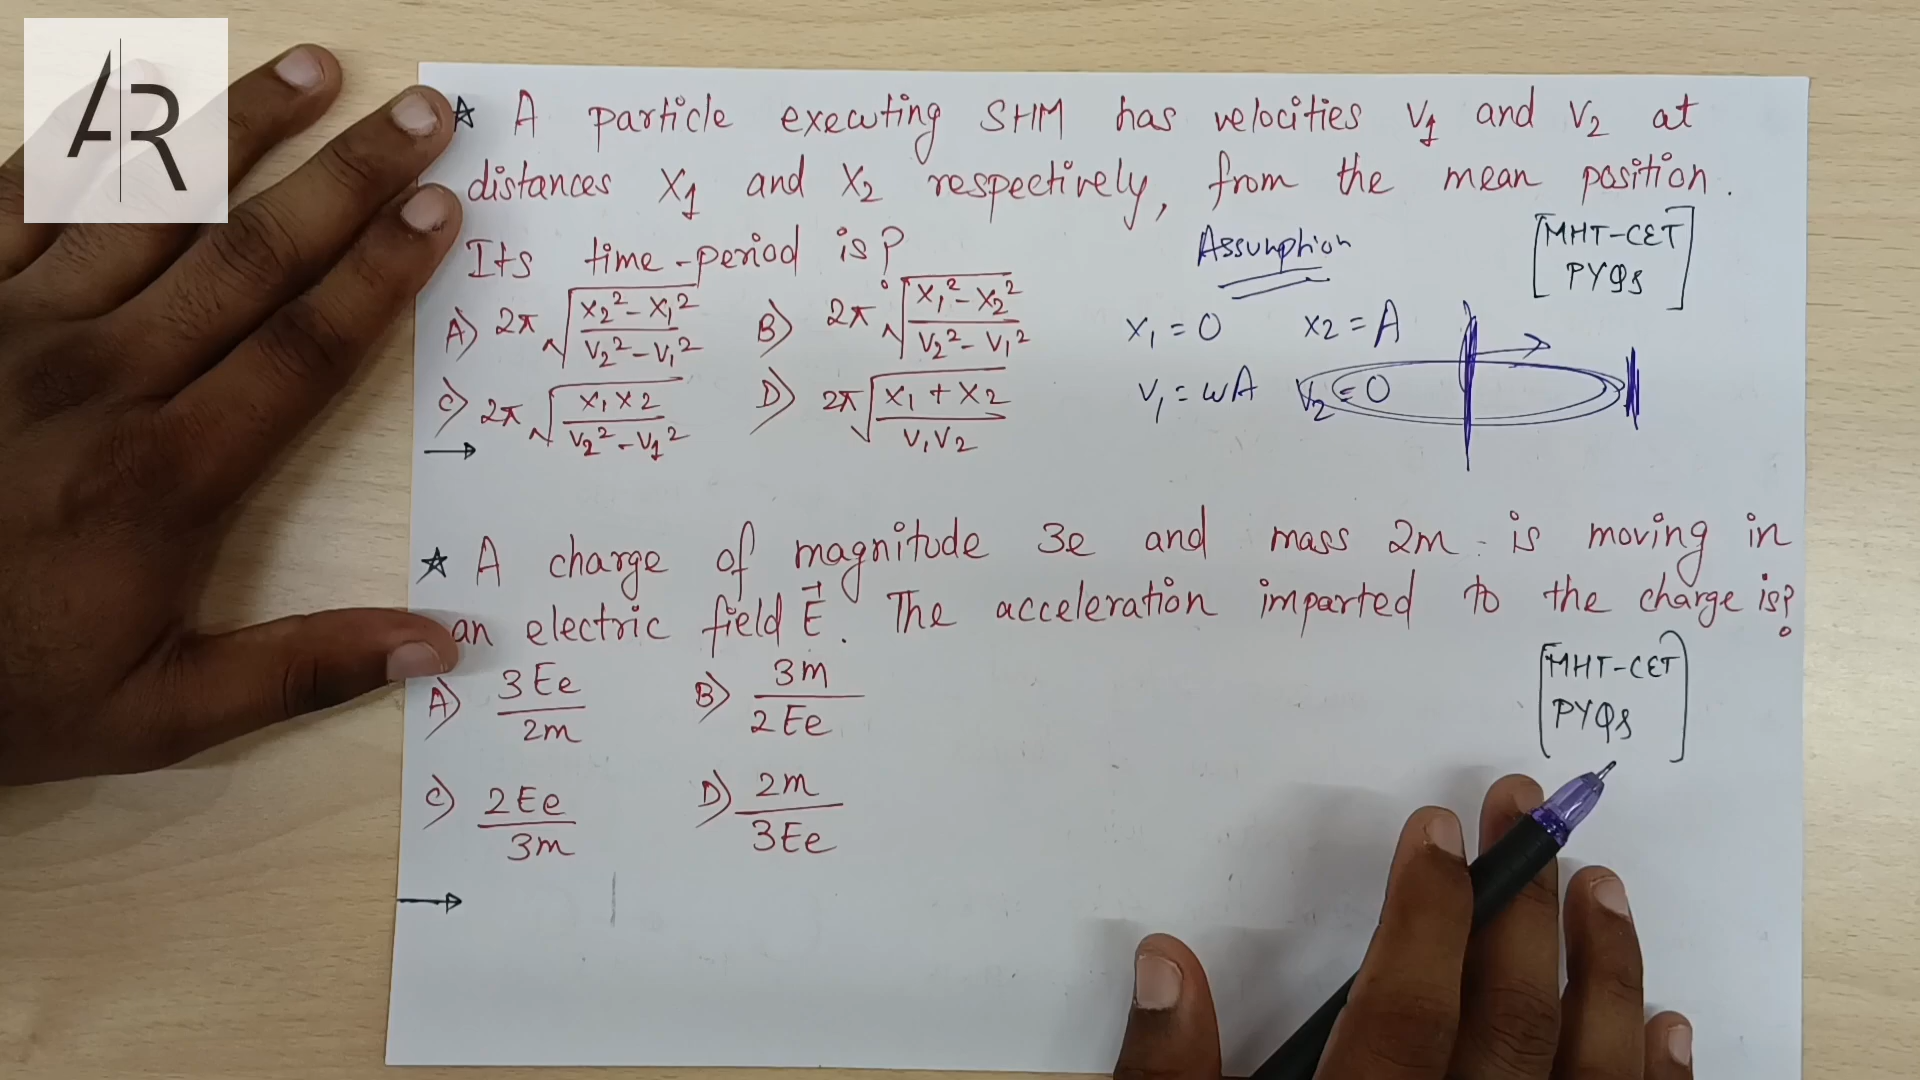 AR
☆ A particle executing SHM has velocities v₁ and v₂ at
distances x₁ and x₂ respectively, from the mean position.
Its time-period is?
Assumption
[MHT-CET
PYQs]
A) 2π √((x₂² - x₁²)/(v₂² - v₁²)) B) 2π √((x₁² - x₂²)/(v₂² - v₁²))
x₁ = 0 x₂ = A
C) 2π √((x₁ x 2)/(v₂² - v₁²)) D) 2π √((x₁ + x₂)/(v₁v₂))
v₁ = ωA v₂ = 0
→
☆ A charge of magnitude 3e and mass 2m is moving in
an electric field E⃗. The acceleration imparted to the charge is?
[MHT-CET
PYQs]
A) 3Ee/2m B) 3m/2Ee
C) 2Ee/3m D) 2m/3Ee
→